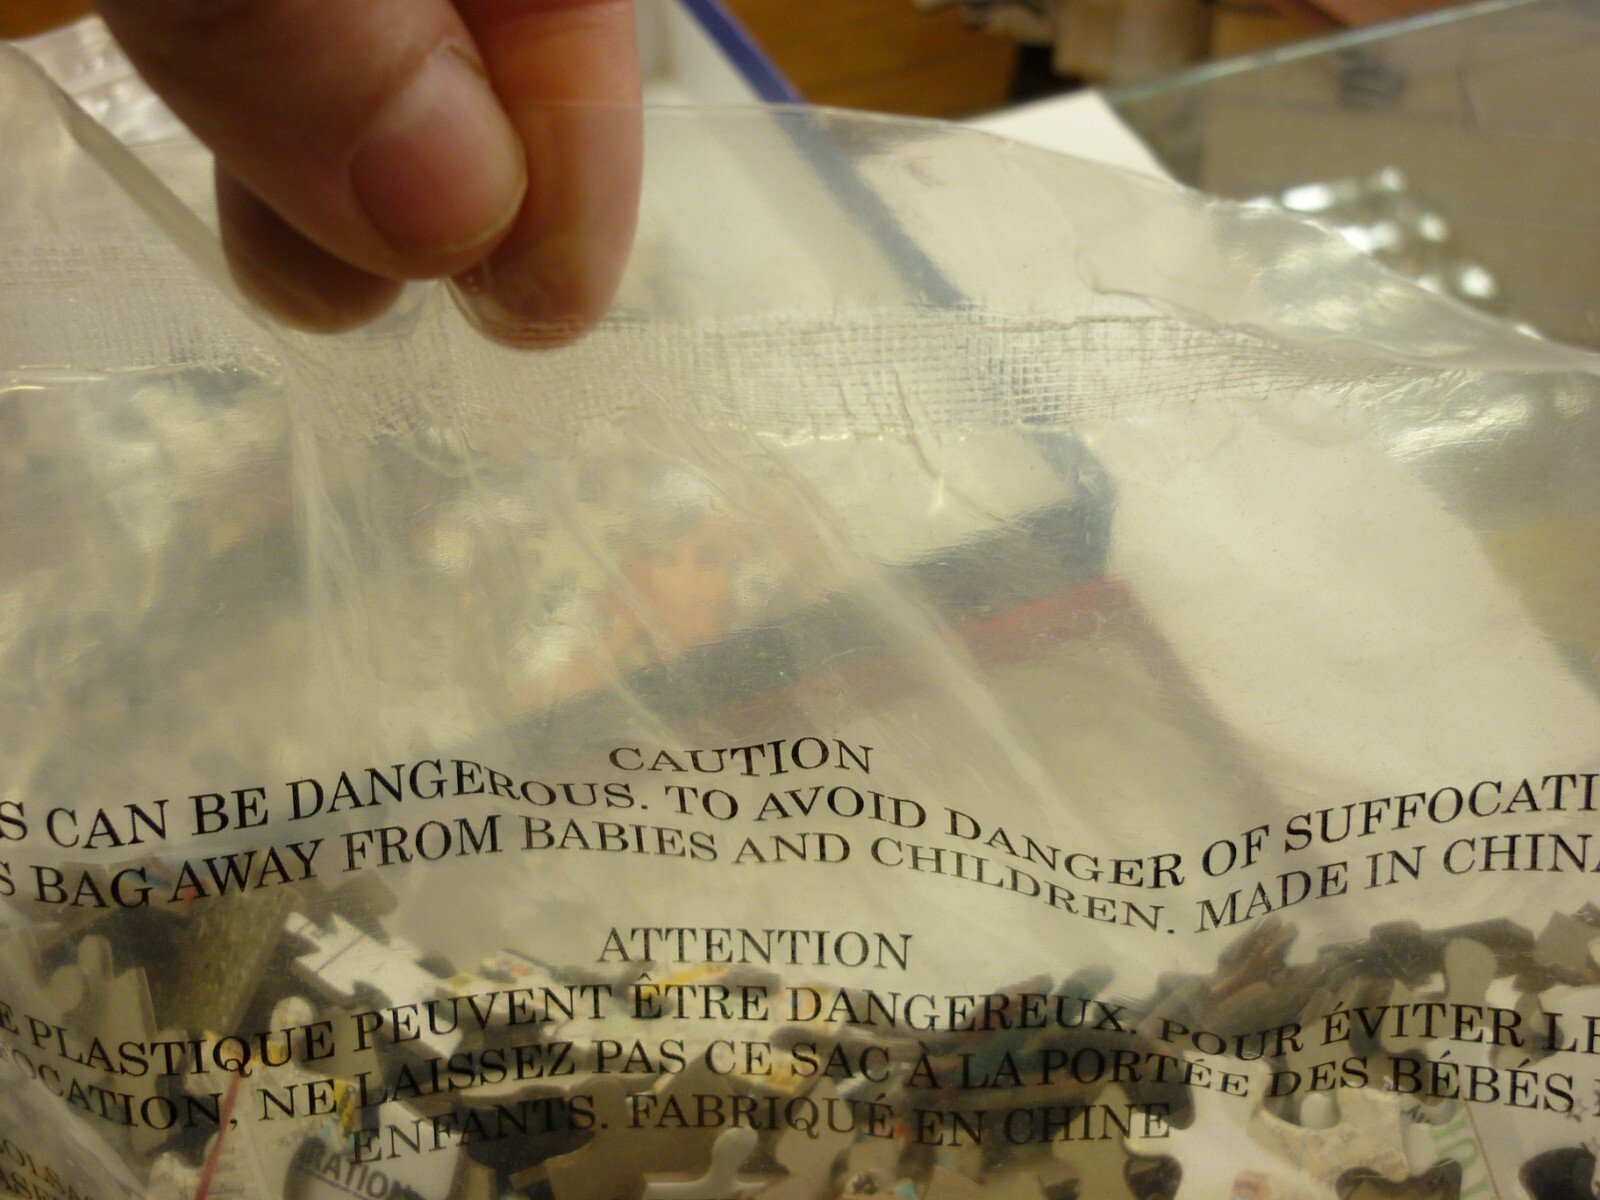 CAUTION
S CAN BE DANGEROUS. TO AVOID DANGER OF SUFFOCATI
S BAG AWAY FROM BABIES AND CHILDREN. MADE IN CHINA
ATTENTION
E PLASTIQUE PEUVENT ÊTRE DANGEREUX. POUR ÉVITER LE
OCATION, NE LAISSEZ PAS CE SAC À LA PORTÉE DES BÉBÉS
ENFANTS. FABRIQUÉ EN CHINE
RATION